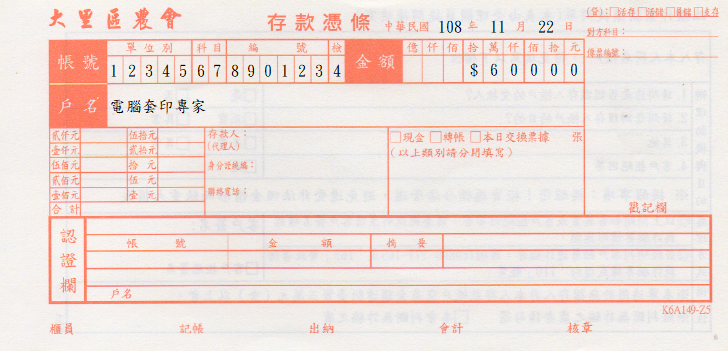 大里區農會 存款憑條 中華民國 108 年 11 月 22 日
(貸):□活存□活儲□員儲□支存
對方科目:
傳票編號:
帳號 單位別 科目 編號 檢 金額 億 仟 佰 拾 萬 仟 佰 拾 元
1 2 3 4 5 6 7 8 9 0 1 2 3 4 $ 6 0 0 0 0
戶名 電腦套印專家
貳仟元 伍拾元 存款人: □現金 □轉帳 □本日交換票據 張
壹仟元 貳拾元 (代理人) (以上類別請分開填寫)
伍佰元 拾元 身分證統編:
貳佰元 伍元
壹佰元 壹元 聯絡電話:
合計 戳記欄
認證欄 帳號 金額 摘要
戶名
K6A149-Z5
櫃員 記帳 出納 會計 核章